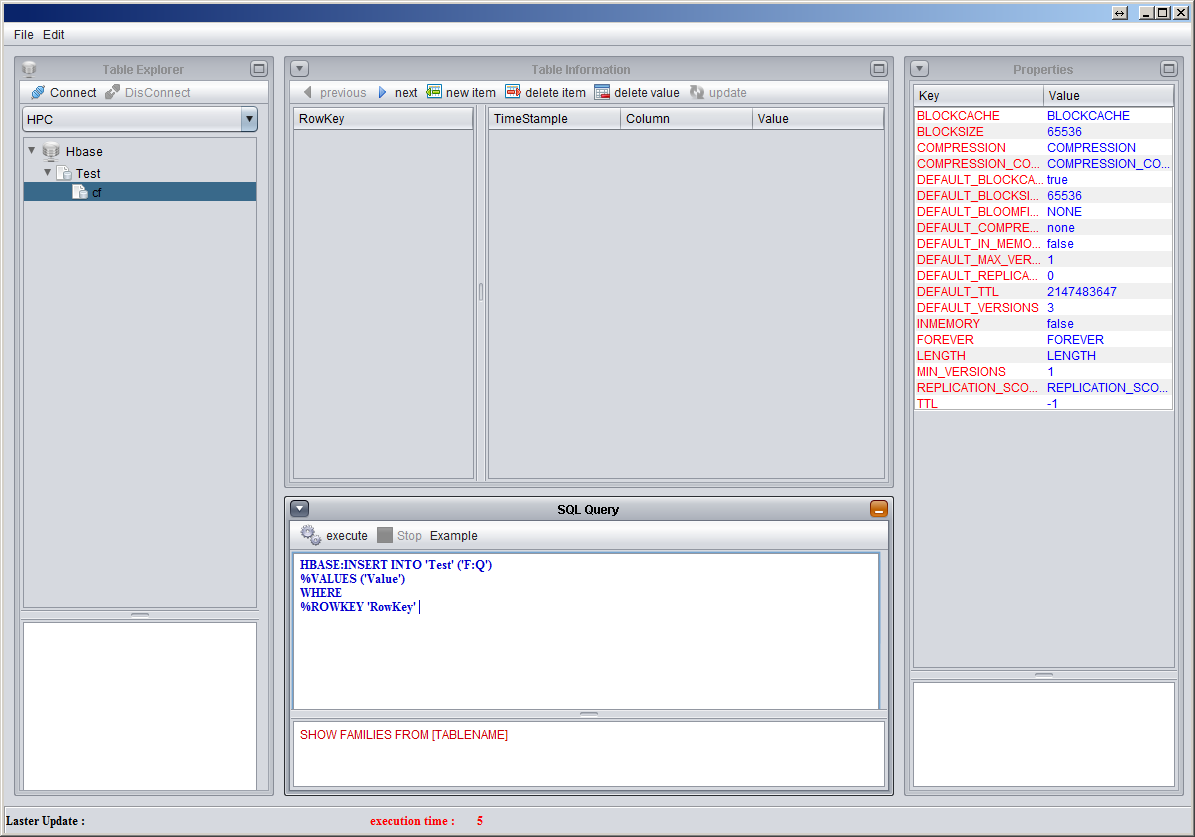 File Edit
Table Explorer
Connect DisConnect
HPC
Hbase
Test
cf
Table Information
previous next new item delete item delete value update
RowKey TimeStample Column Value
SQL Query
execute Stop Example
HBASE:INSERT INTO 'Test' ('F:Q')
%VALUES ('Value')
WHERE
%ROWKEY 'RowKey'
SHOW FAMILIES FROM [TABLENAME]
Properties
Key Value
BLOCKCACHE BLOCKCACHE
BLOCKSIZE 65536
COMPRESSION COMPRESSION
COMPRESSION_CO... COMPRESSION_CO...
DEFAULT_BLOCKCA... true
DEFAULT_BLOCKSI... 65536
DEFAULT_BLOOMFI... NONE
DEFAULT_COMPRE... none
DEFAULT_IN_MEMO... false
DEFAULT_MAX_VER... 1
DEFAULT_REPLICA... 0
DEFAULT_TTL 2147483647
DEFAULT_VERSIONS 3
INMEMORY false
FOREVER FOREVER
LENGTH LENGTH
MIN_VERSIONS 1
REPLICATION_SCO... REPLICATION_SCO...
TTL -1
Laster Update : execution time : 5